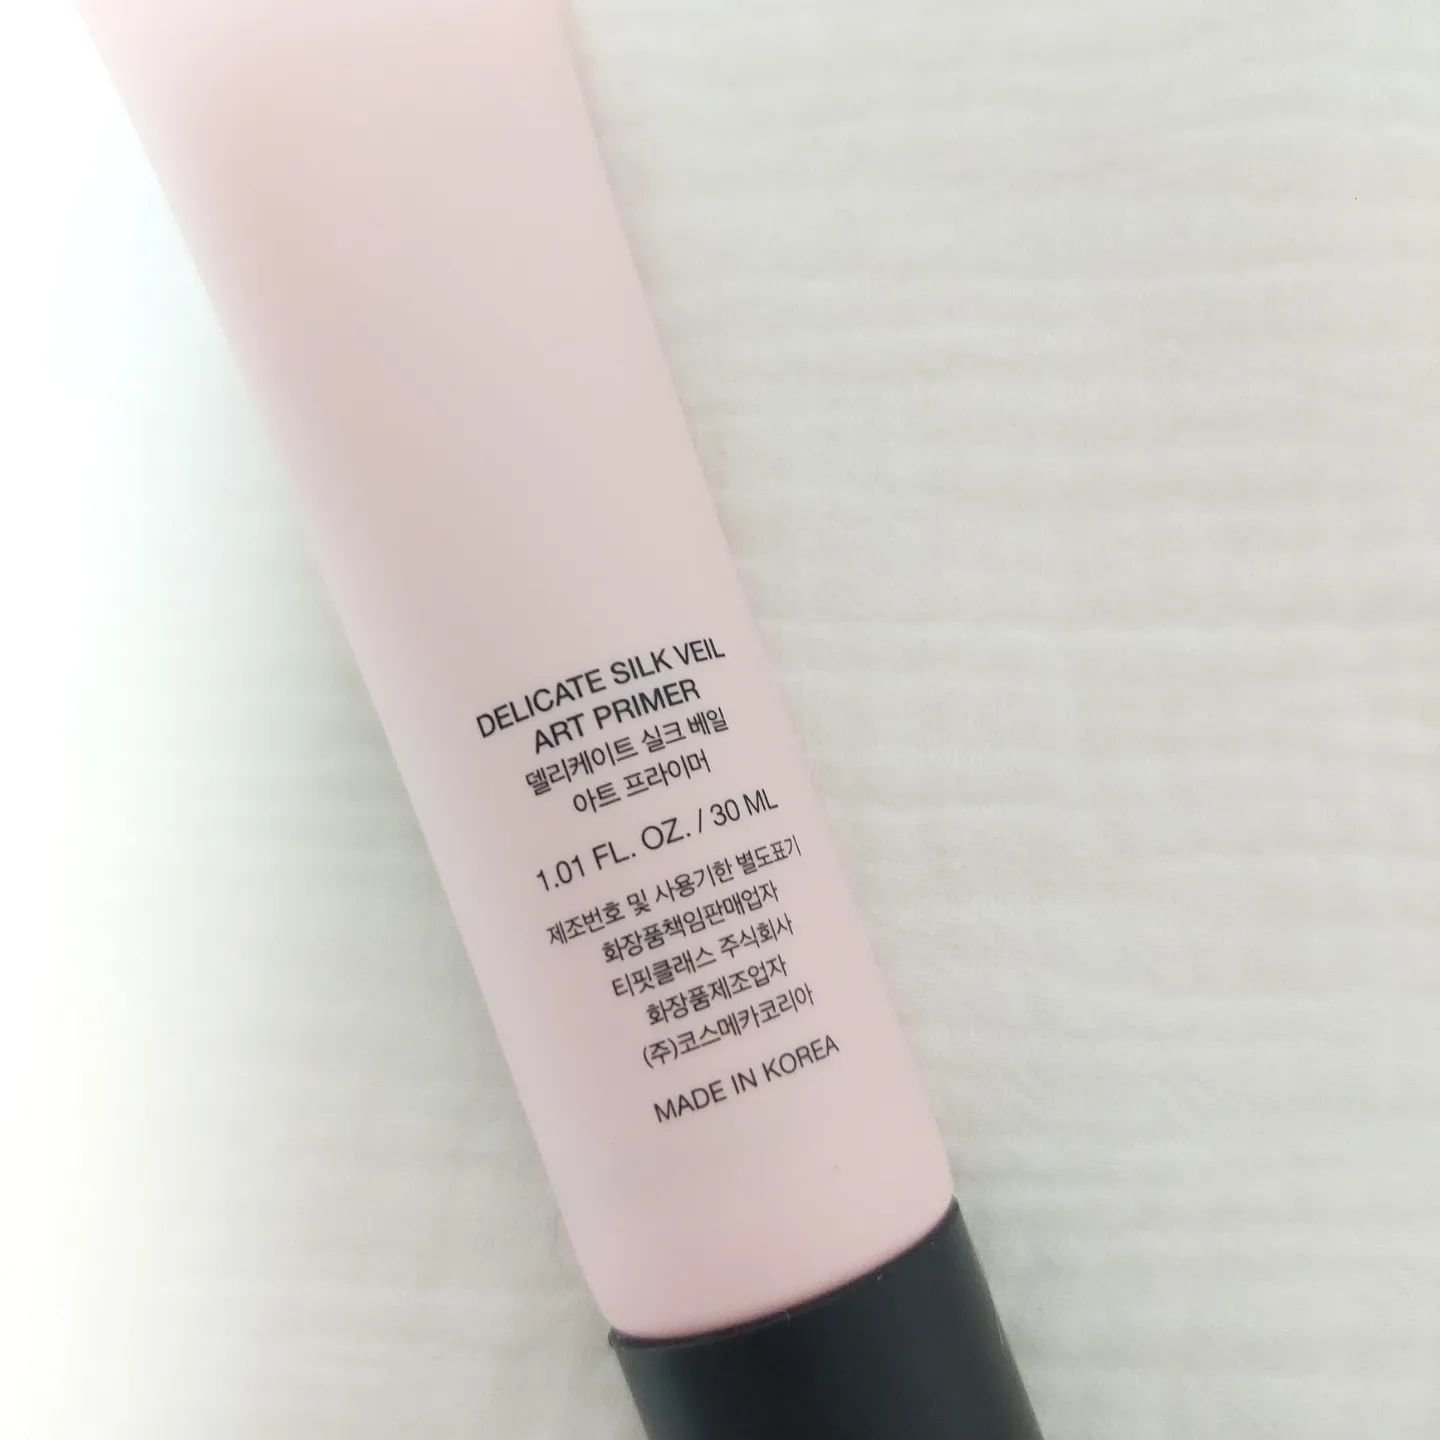 DELICATE SILK VEIL
ART PRIMER
델리케이트 실크 베일
아트 프라이머
1.01 FL. OZ. / 30 ML
제조번호 및 사용기한 별도표기
화장품책임판매업자
티핏클래스 주식회사
화장품제조업자
(주)코스메카코리아
MADE IN KOREA